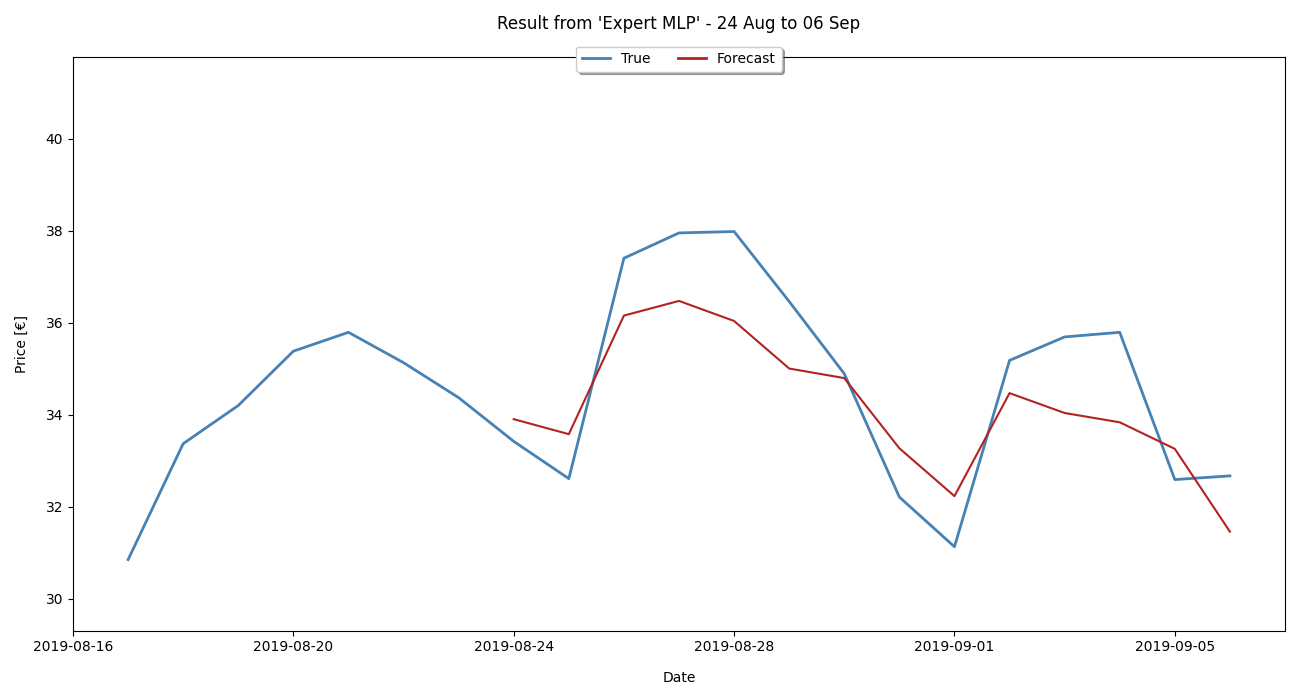 Result from 'Expert MLP' - 24 Aug to 06 Sep
True Forecast
40
38
36
34
32
30
Price [€]
2019-08-16 2019-08-20 2019-08-24 2019-08-28 2019-09-01 2019-09-05
Date